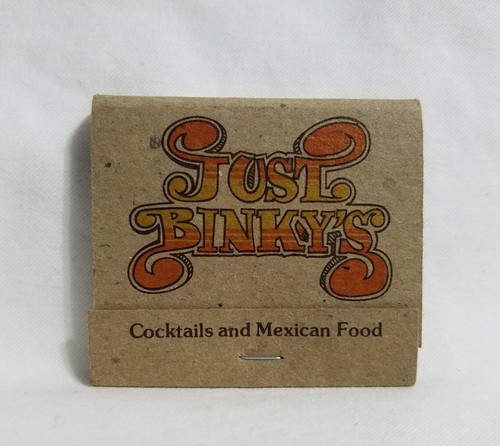 JUST
BINKY'S
Cocktails and Mexican Food